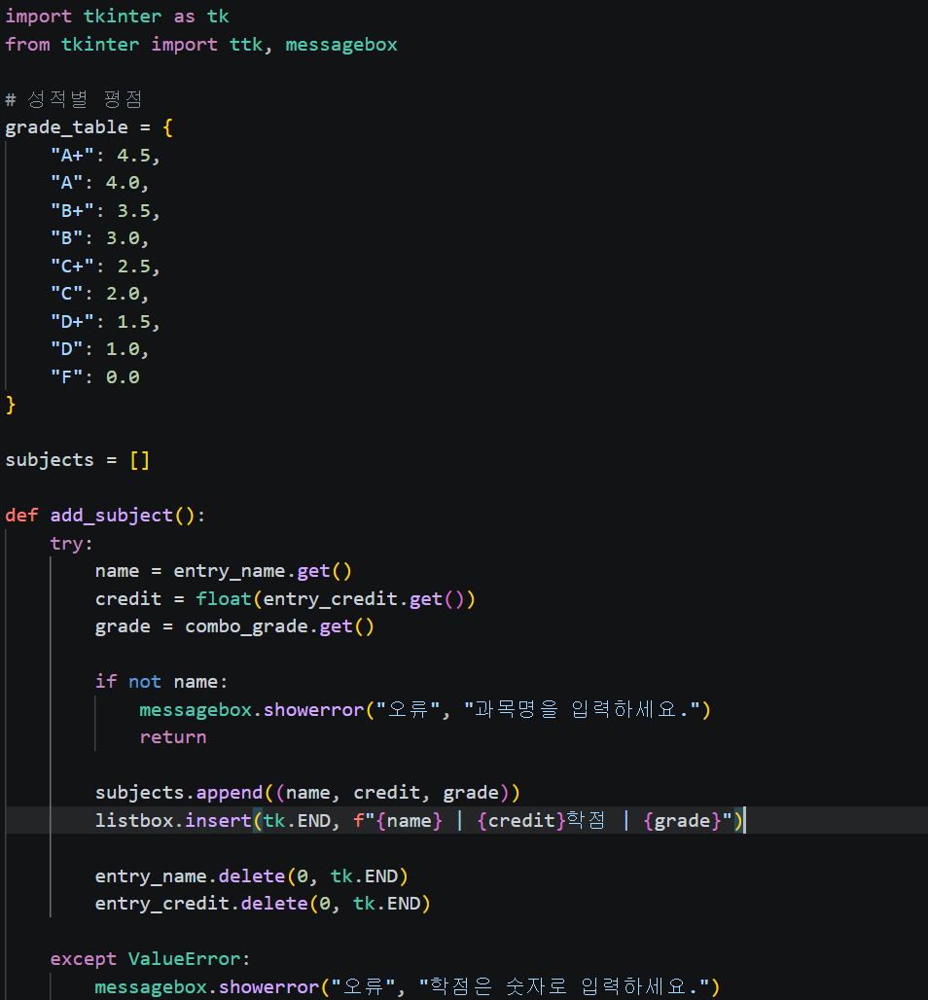 import tkinter as tk
from tkinter import ttk, messagebox
# 성적별 평점
grade_table = {
    "A+": 4.5,
    "A": 4.0,
    "B+": 3.5,
    "B": 3.0,
    "C+": 2.5,
    "C": 2.0,
    "D+": 1.5,
    "D": 1.0,
    "F": 0.0
}
subjects = []
def add_subject():
    try:
        name = entry_name.get()
        credit = float(entry_credit.get())
        grade = combo_grade.get()
        if not name:
            messagebox.showerror("오류", "과목명을 입력하세요.")
            return
        subjects.append((name, credit, grade))
        listbox.insert(tk.END, f"{name} | {credit}학점 | {grade}")
        entry_name.delete(0, tk.END)
        entry_credit.delete(0, tk.END)
    except ValueError:
        messagebox.showerror("오류", "학점은 숫자로 입력하세요.")